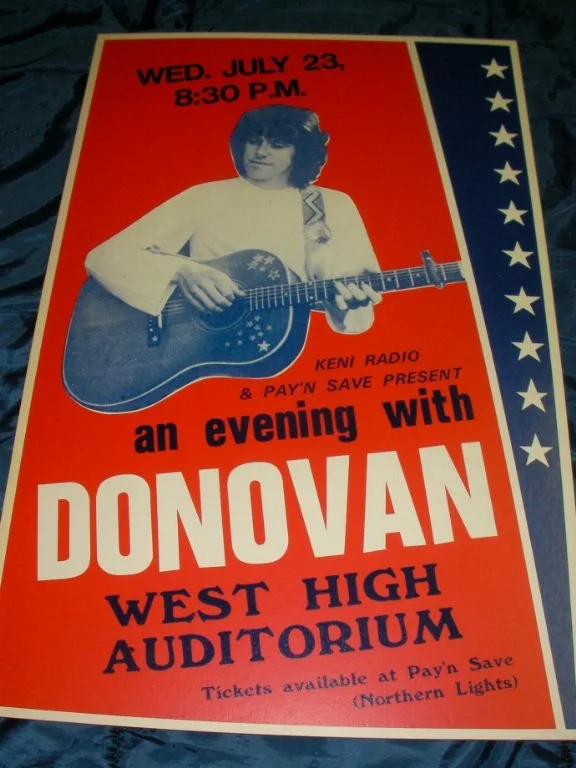 WED. JULY 23,
8:30 P.M.
KENI RADIO
& PAY'N SAVE PRESENT
an evening with
DONOVAN
WEST HIGH
AUDITORIUM
Tickets available at Pay'n Save
(Northern Lights)